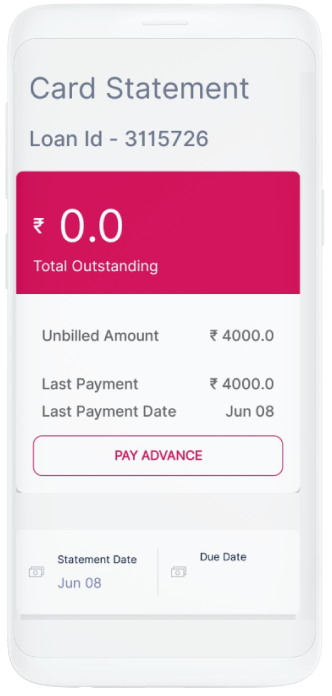 Card Statement
Loan Id - 3115726
₹ 0.0
Total Outstanding
Unbilled Amount ₹ 4000.0
Last Payment ₹ 4000.0
Last Payment Date Jun 08
PAY ADVANCE
Statement Date Due Date
Jun 08